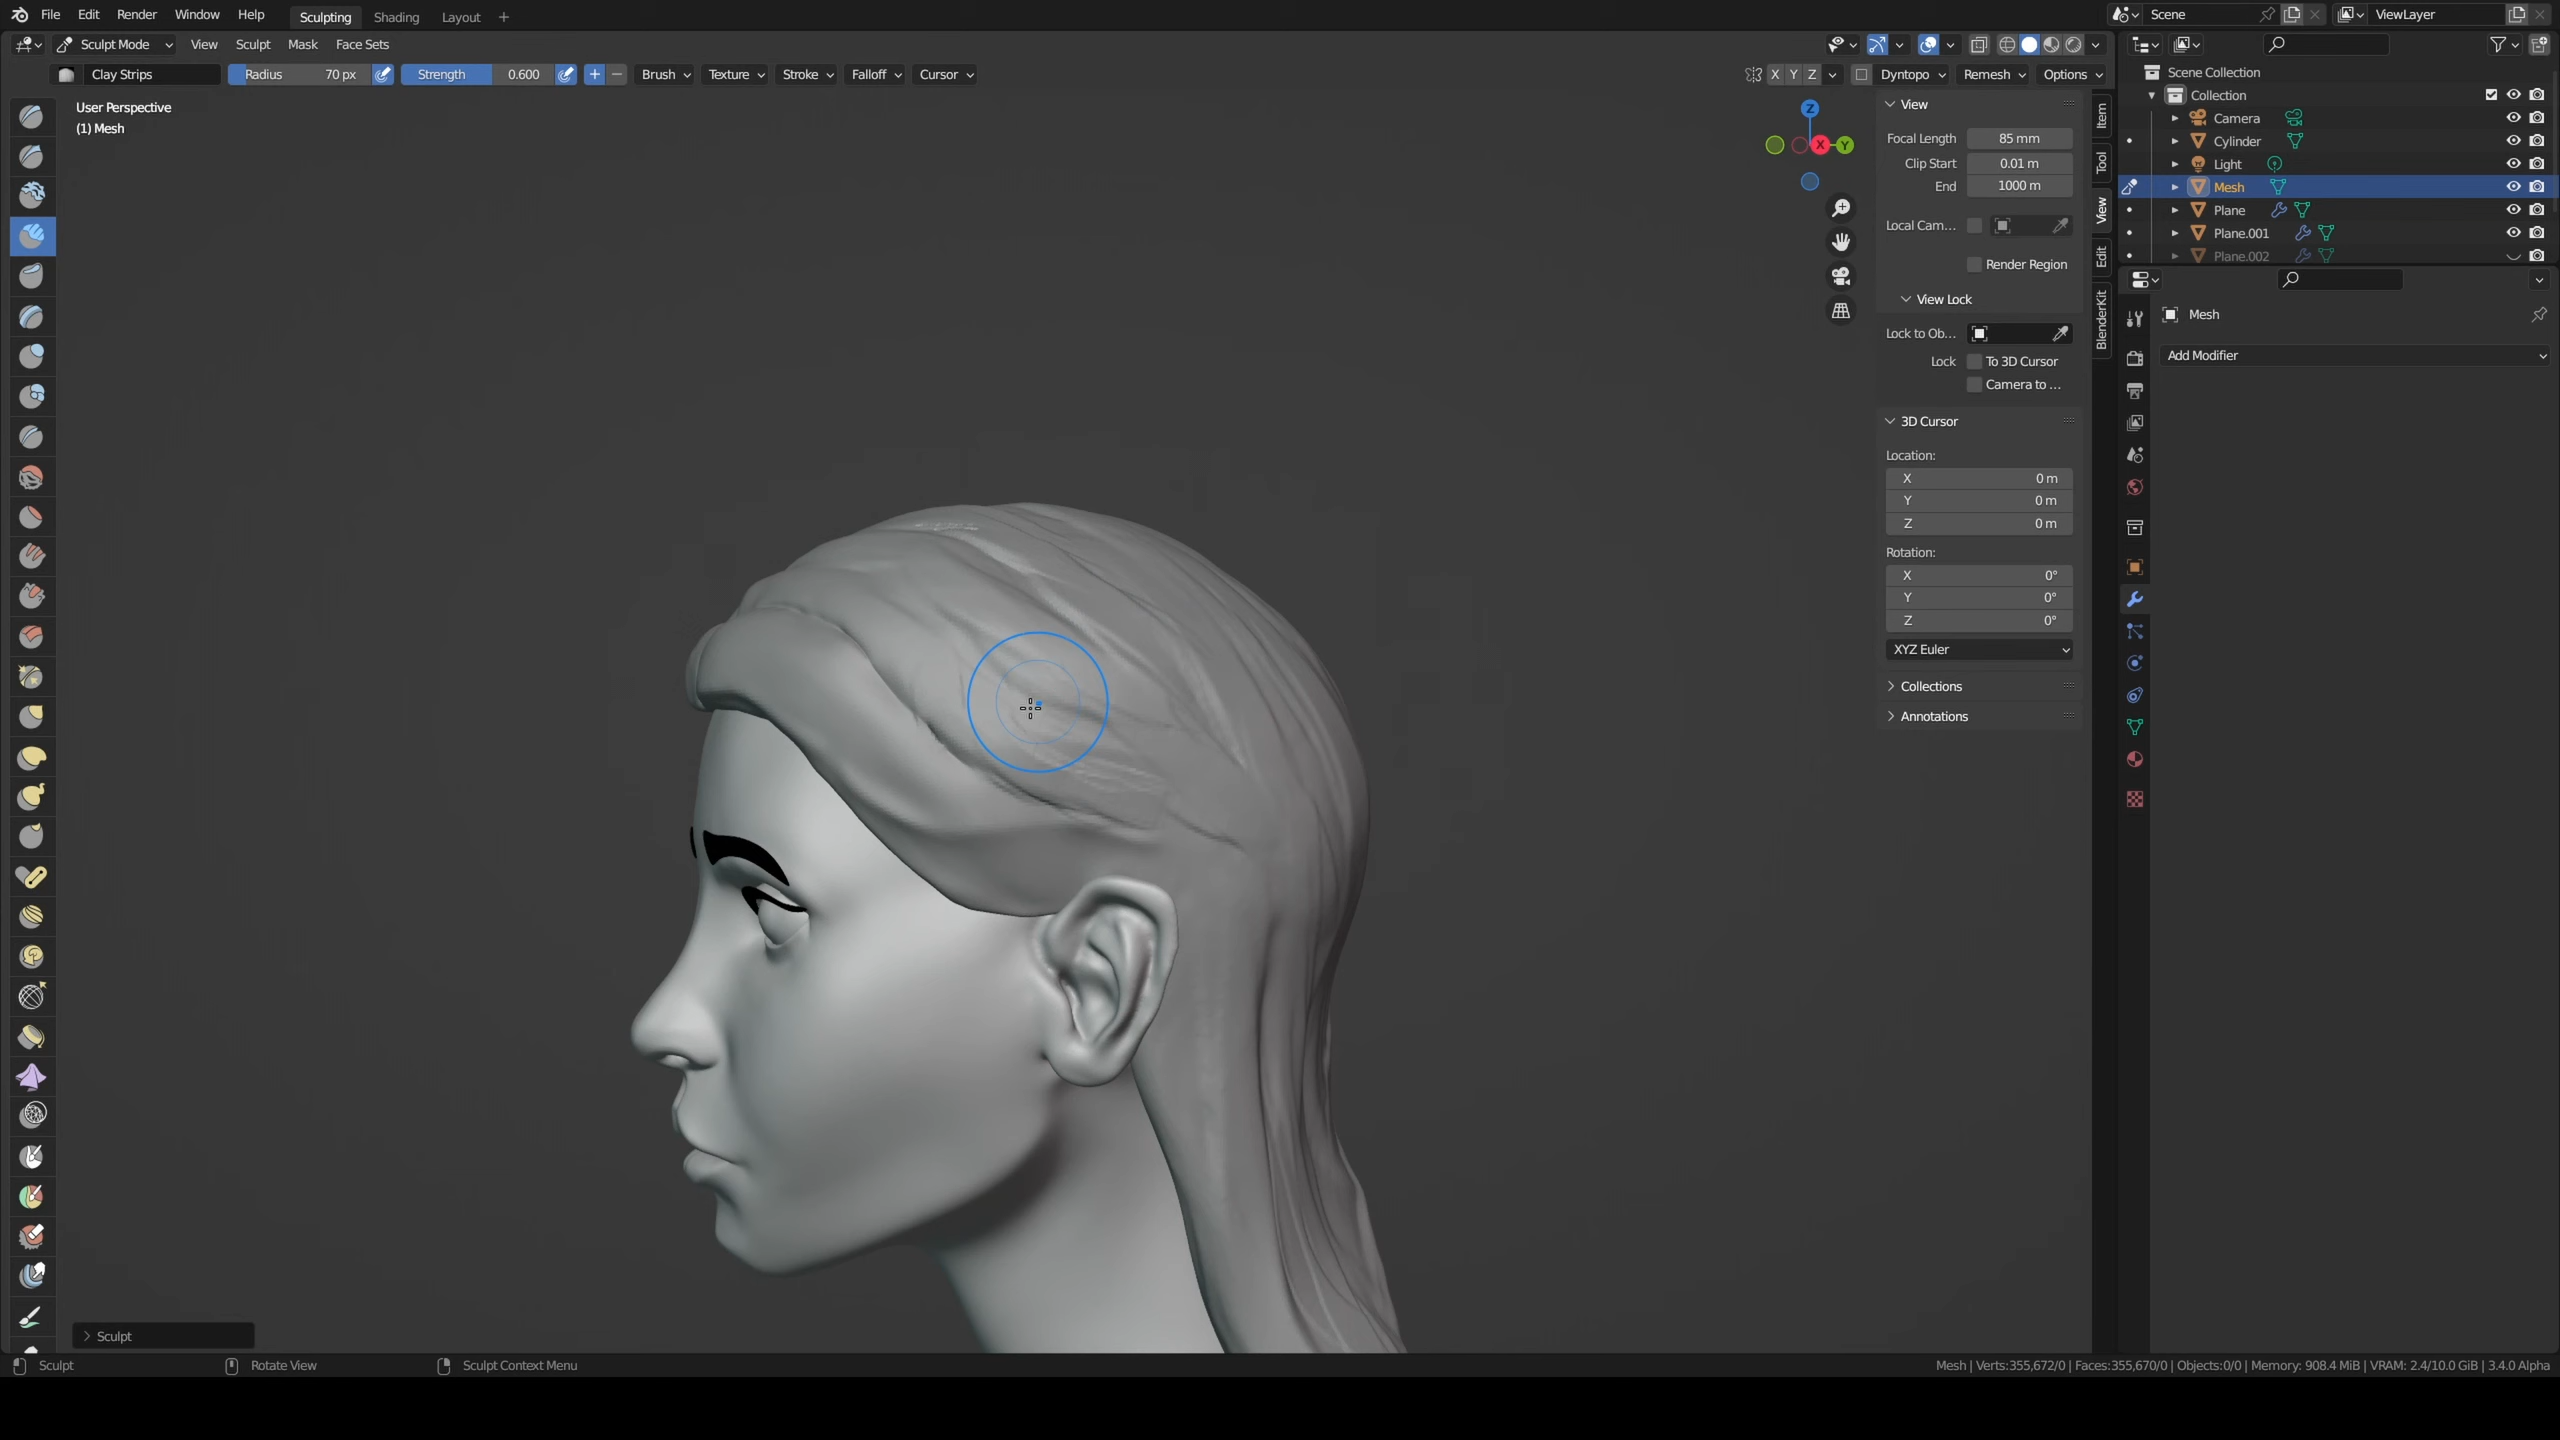 File Edit Render Window Help Sculpting Shading Layout + Scene ViewLayer
Sculpt Mode View Sculpt Mask Face Sets
Clay Strips Radius 70 px Strength 0.600 Brush Texture Stroke Falloff Cursor X Y Z Dyntopo Remesh Options
User Perspective
(1) Mesh
Z
X
Y
View
Focal Length 85 mm
Clip Start 0.01 m
End 1000 m
Local Cam...
Render Region
View Lock
Lock to Ob...
Lock To 3D Cursor
Camera to ...
3D Cursor
Location:
X 0 m
Y 0 m
Z 0 m
Rotation:
X 0°
Y 0°
Z 0°
XYZ Euler
Collections
Annotations
Item
Tool
View
Edit
BlenderKit
Scene Collection
Collection
Camera
Cylinder
Light
Mesh
Plane
Plane.001
Plane.002
Mesh
Add Modifier
Sculpt
Sculpt Rotate View Sculpt Context Menu
Mesh | Verts:355,672/0 | Faces:355,670/0 | Objects:0/0 | Memory: 908.4 MiB | VRAM: 2.4/10.0 GiB | 3.4.0 Alpha